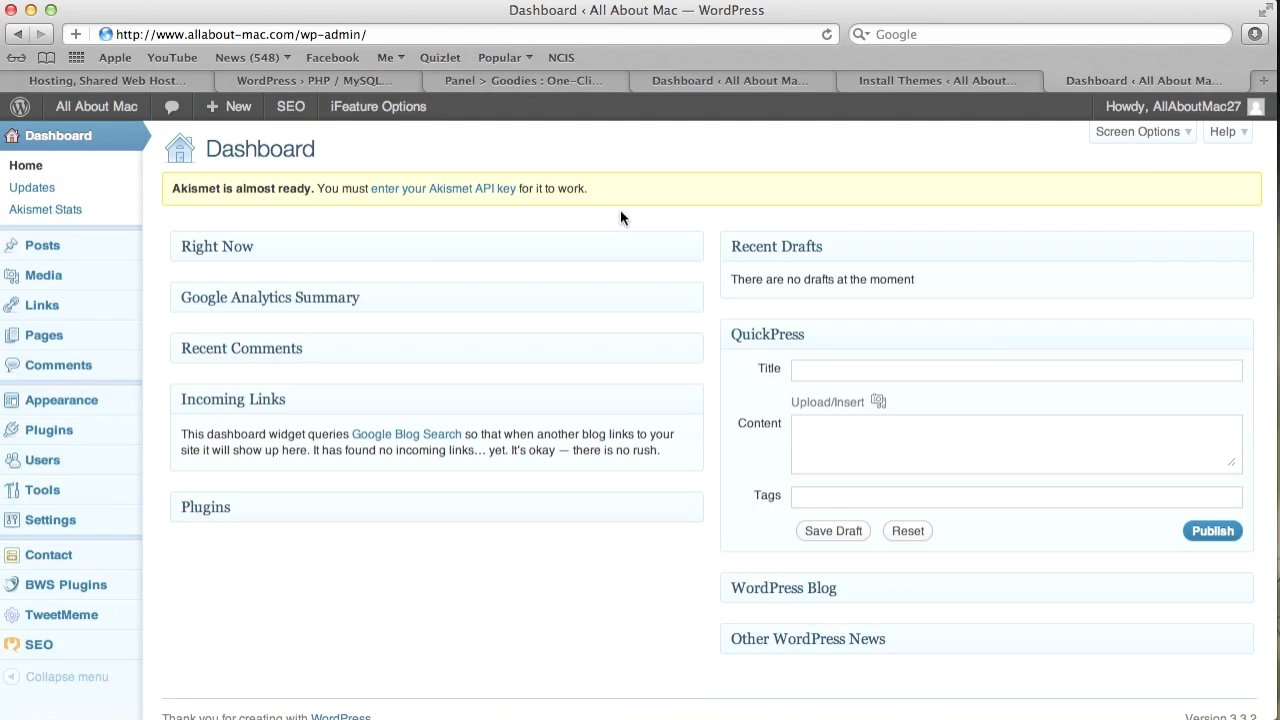 Dashboard ‹ All About Mac — WordPress
http://www.allabout-mac.com/wp-admin/
Google
Apple YouTube News (548) Facebook Me Quizlet Popular NCIS
Hosting, Shared Web Host... WordPress › PHP / MySQL... Panel > Goodies : One-Cli... Dashboard ‹ All About Ma... Install Themes ‹ All About... Dashboard ‹ All About Ma...
All About Mac + New SEO iFeature Options Howdy, AllAboutMac27
Dashboard
Home
Updates
Akismet Stats
Posts
Media
Links
Pages
Comments
Appearance
Plugins
Users
Tools
Settings
Contact
BWS Plugins
TweetMeme
SEO
Collapse menu
Screen Options Help
Dashboard
Akismet is almost ready. You must enter your Akismet API key for it to work.
Right Now
Google Analytics Summary
Recent Comments
Incoming Links
This dashboard widget queries Google Blog Search so that when another blog links to your
site it will show up here. It has found no incoming links… yet. It's okay — there is no rush.
Plugins
Recent Drafts
There are no drafts at the moment
QuickPress
Title
Upload/Insert
Content
Tags
Save Draft Reset Publish
WordPress Blog
Other WordPress News
Thank you for creating with WordPress
Version 3.3.2